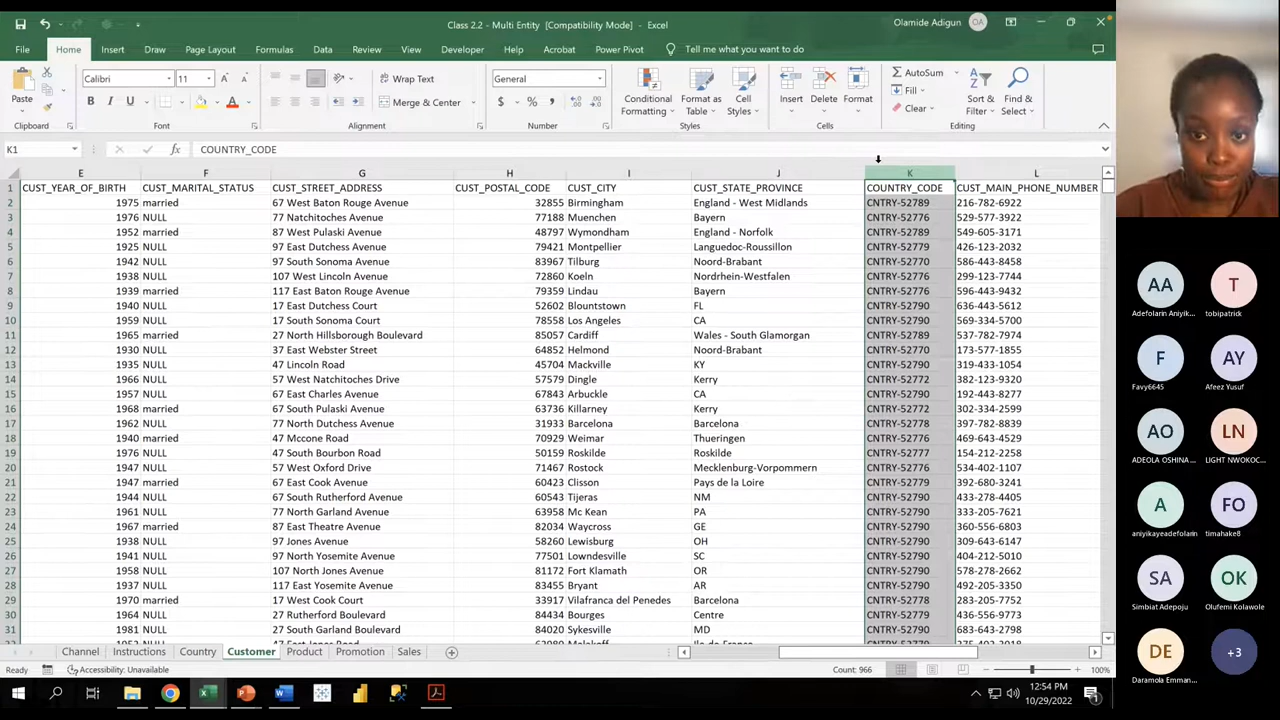 Class 2.2 - Multi Entity [Compatibility Mode] - Excel
Olamide Adigun OA
File Home Insert Draw Page Layout Formulas Data Review View Developer Help Acrobat Power Pivot Tell me what you want to do
Paste
Calibri 11
B I U
Wrap Text
Merge & Center
General
$ % ,
Conditional Formatting
Format as Table
Cell Styles
Insert Delete Format
AutoSum
Fill
Clear
Sort & Filter
Find & Select
Clipboard Font Alignment Number Styles Cells Editing
K1 fx COUNTRY_CODE
E F G H I J K L
1 CUST_YEAR_OF_BIRTH CUST_MARITAL_STATUS CUST_STREET_ADDRESS CUST_POSTAL_CODE CUST_CITY CUST_STATE_PROVINCE COUNTRY_CODE CUST_MAIN_PHONE_NUMBER
2 1975 married 67 West Baton Rouge Avenue 32855 Birmingham England - West Midlands CNTRY-52789 216-782-6922
3 1976 NULL 77 Natchitoches Avenue 77188 Muenchen Bayern CNTRY-52776 529-577-3922
4 1952 married 87 West Pulaski Avenue 48797 Wymondham England - Norfolk CNTRY-52789 549-605-3171
5 1925 NULL 97 East Dutchess Avenue 79421 Montpellier Languedoc-Roussillon CNTRY-52779 426-123-2032
6 1942 NULL 97 South Sonoma Avenue 83967 Tilburg Noord-Brabant CNTRY-52770 586-443-8458
7 1938 NULL 107 West Lincoln Avenue 72860 Koeln Nordrhein-Westfalen CNTRY-52776 299-123-7744
8 1939 married 117 East Baton Rouge Avenue 79359 Lindau Bayern CNTRY-52776 596-443-9432
9 1940 NULL 17 East Dutchess Court 52602 Blountstown FL CNTRY-52790 636-443-5612
10 1959 NULL 17 South Sonoma Court 78558 Los Angeles CA CNTRY-52790 569-334-5700
11 1965 married 27 North Hillsborough Boulevard 85057 Cardiff Wales - South Glamorgan CNTRY-52789 537-782-7974
12 1930 NULL 37 East Webster Street 64852 Helmond Noord-Brabant CNTRY-52770 173-577-1855
13 1935 NULL 47 Lincoln Road 45704 Mackville KY CNTRY-52790 319-433-1054
14 1966 NULL 57 West Natchitoches Drive 57579 Dingle Kerry CNTRY-52772 382-123-9320
15 1957 NULL 67 East Charles Avenue 67843 Arbuckle CA CNTRY-52790 192-443-8277
16 1968 married 67 South Pulaski Avenue 63736 Killarney Kerry CNTRY-52772 302-334-2599
17 1962 NULL 77 North Dutchess Avenue 31933 Barcelona Barcelona CNTRY-52778 397-782-8839
18 1940 married 47 Mccone Road 70929 Weimar Thueringen CNTRY-52776 469-643-4529
19 1976 NULL 47 South Bourbon Road 50159 Roskilde Roskilde CNTRY-52777 154-212-2258
20 1947 NULL 57 West Oxford Drive 71467 Rostock Mecklenburg-Vorpommern CNTRY-52776 534-402-1107
21 1947 married 67 East Cook Avenue 60423 Clisson Pays de la Loire CNTRY-52779 392-680-3241
22 1944 NULL 67 South Rutherford Avenue 60543 Tijeras NM CNTRY-52790 433-278-4405
23 1961 NULL 77 North Garland Avenue 37400 Mc Kean PA CNTRY-52790 333-205-7621
24 1967 married 87 East Theatre Avenue 82034 Waycross GE CNTRY-52790 360-556-6803
25 1938 NULL 97 Jones Avenue 58260 Lewisburg OH CNTRY-52790 309-643-6147
26 1941 NULL 97 North Yosemite Avenue 77501 Lowndesville SC CNTRY-52790 404-212-5010
27 1958 NULL 107 North Jones Avenue 81172 Fort Klamath OR CNTRY-52790 578-278-2662
28 1937 NULL 117 East Yosemite Avenue 83455 Bryant AR CNTRY-52790 492-205-3350
29 1970 married 17 West Cook Court 33917 Vilafranca del Penedes Barcelona CNTRY-52778 283-205-7752
30 1964 NULL 27 Rutherford Boulevard 84434 Bourges Centre CNTRY-52779 436-556-9773
31 1981 NULL 27 South Garland Boulevard 84020 Sykesville MD CNTRY-52790 683-643-2798
Channel Instructions Country Customer Product Promotion Sales
Ready Accessibility: Unavailable Count: 966 100%
12:54 PM
10/29/2022
AA T
Adefolarin Aniyik... tobipatrick
F AY
Favy6645 Afeez Yusuf
AO LN
ADEOLA OSHINA... LIGHT NWOKOC...
A FO
aniyikayeadefolarin timahake8
SA OK
Simbiat Adepoju Olufemi Kolawole
DE +3
Daramola Emman...